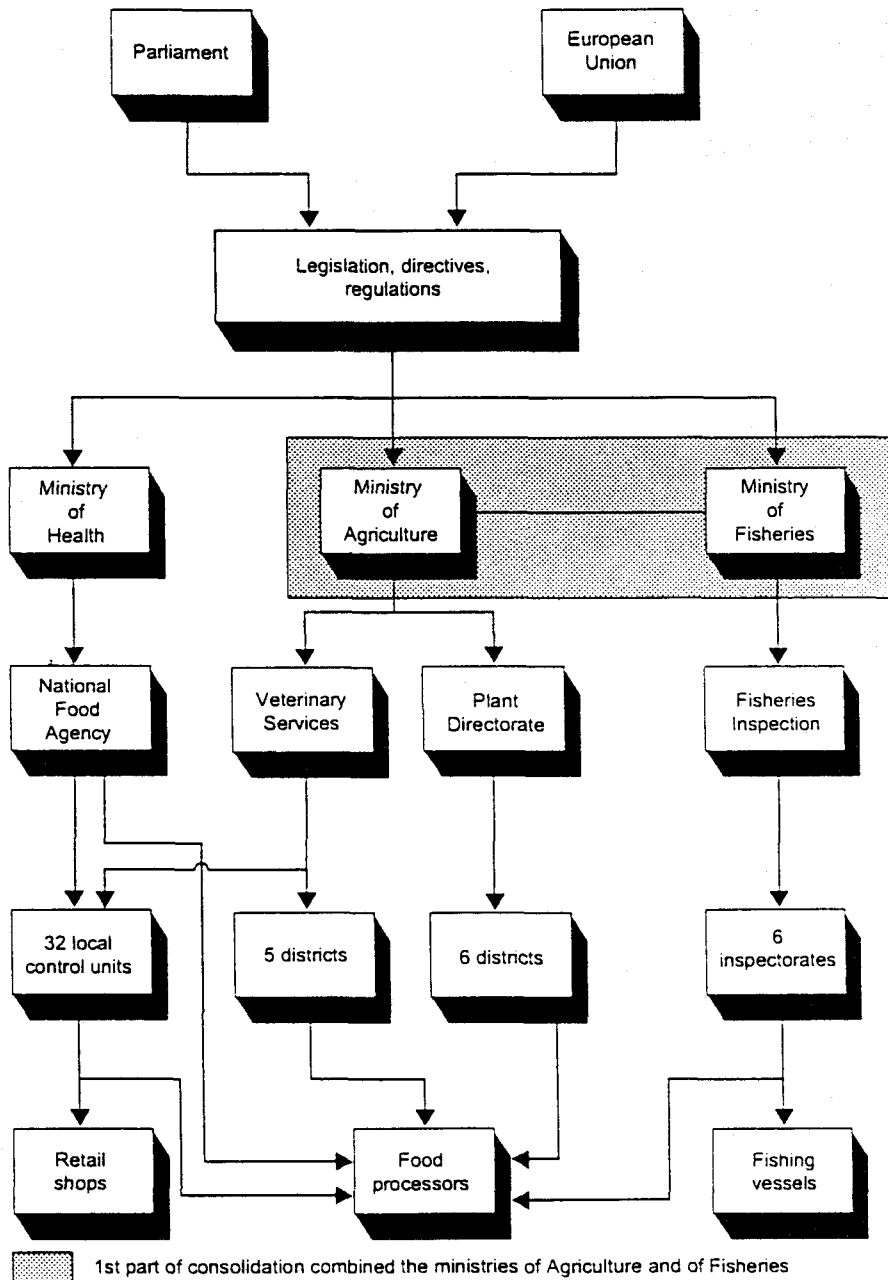 Parliament
European
Union
Legislation, directives,
regulations
Ministry
of
Health
Ministry
of
Agriculture
Ministry
of
Fisheries
National
Food
Agency
Veterinary
Services
Plant
Directorate
Fisheries
Inspection
32 local
control units
5 districts
6 districts
6
inspectorates
Retail
shops
Food
processors
Fishing
vessels
1st part of consolidation combined the ministries of Agriculture and of Fisheries